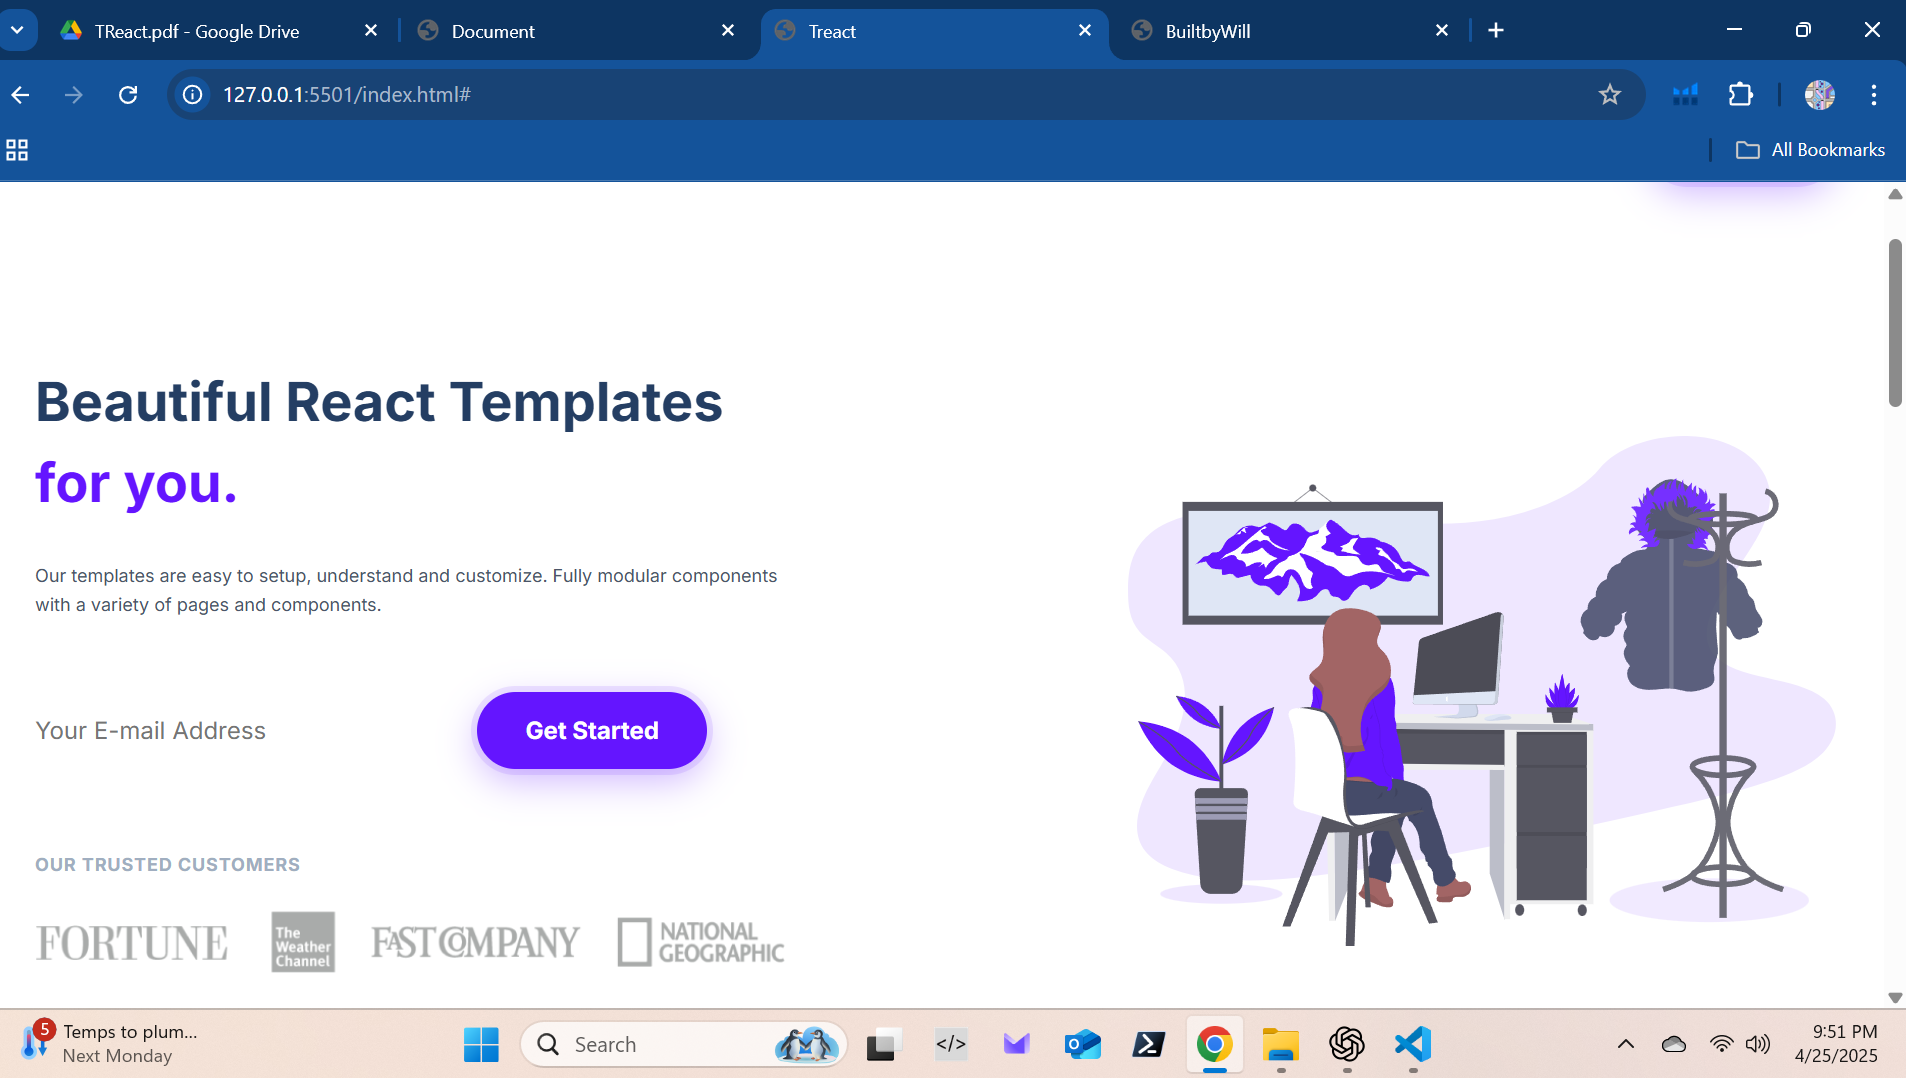 TReact.pdf - Google Drive
Document
Treact
BuiltbyWill
127.0.0.1:5501/index.html#
All Bookmarks
Beautiful React Templates
for you.
Our templates are easy to setup, understand and customize. Fully modular components
with a variety of pages and components.
Your E-mail Address
Get Started
OUR TRUSTED CUSTOMERS
FORTUNE
The
Weather
Channel
FAST COMPANY
NATIONAL
GEOGRAPHIC
5
Temps to plum...
Next Monday
Search
9:51 PM
4/25/2025